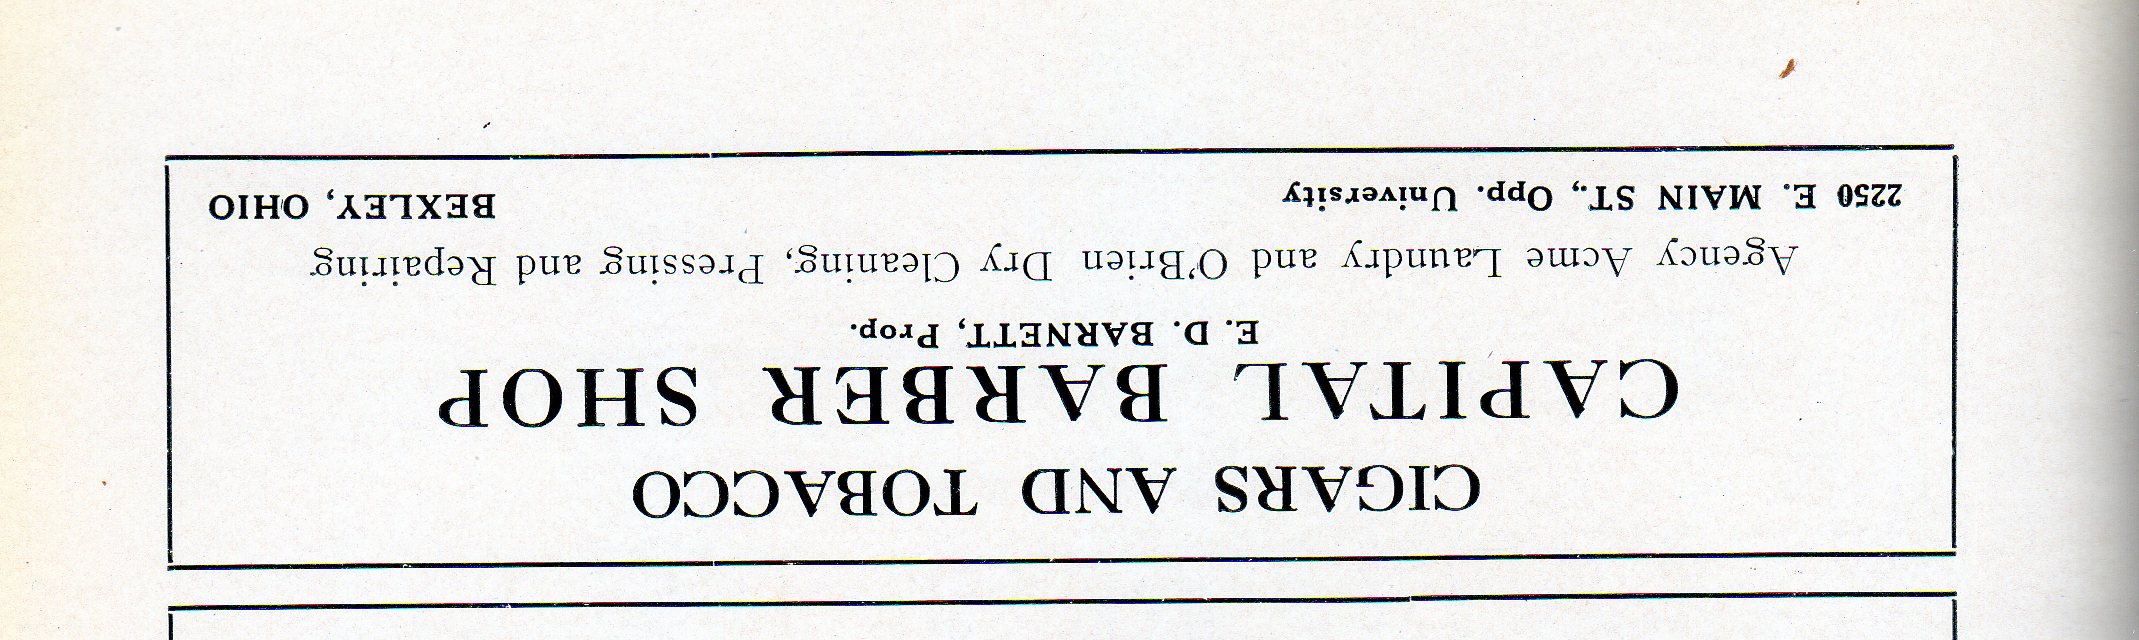 CIGARS AND TOBACCO
CAPITAL BARBER SHOP
E. D. BARNETT, Prop.
Agency Acme Laundry and O'Brien Dry Cleaning, Pressing and Repairing
2250 E. MAIN ST., Opp. University BEXLEY, OHIO